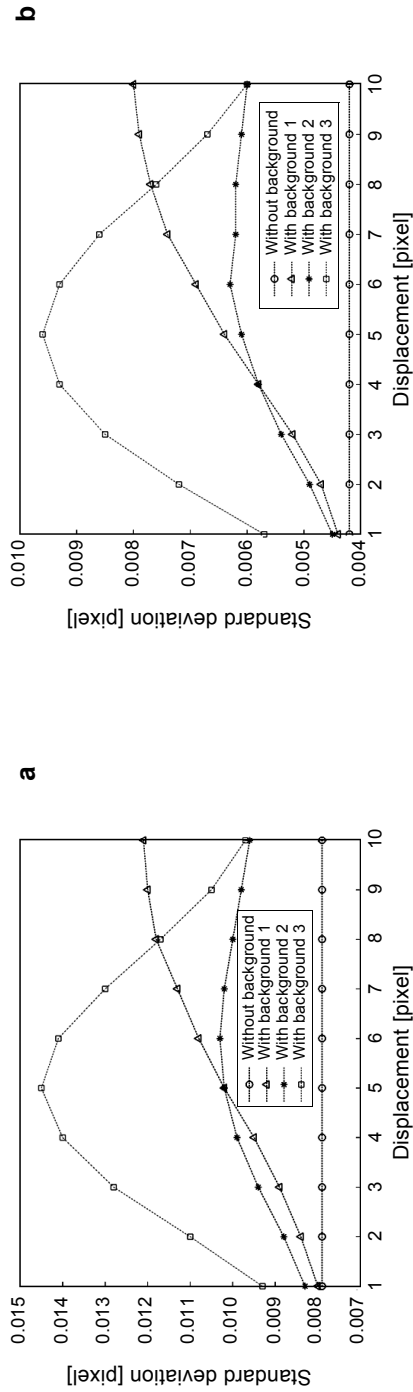 a
Standard deviation [pixel]
0.015
0.014
0.013
0.012
0.011
0.010
0.009
0.008
0.007
1 2 3 4 5 6 7 8 9 10
Displacement [pixel]
Without background
With background 1
With background 2
With background 3
b
Standard deviation [pixel]
0.010
0.009
0.008
0.007
0.006
0.005
0.004
1 2 3 4 5 6 7 8 9 10
Displacement [pixel]
Without background
With background 1
With background 2
With background 3